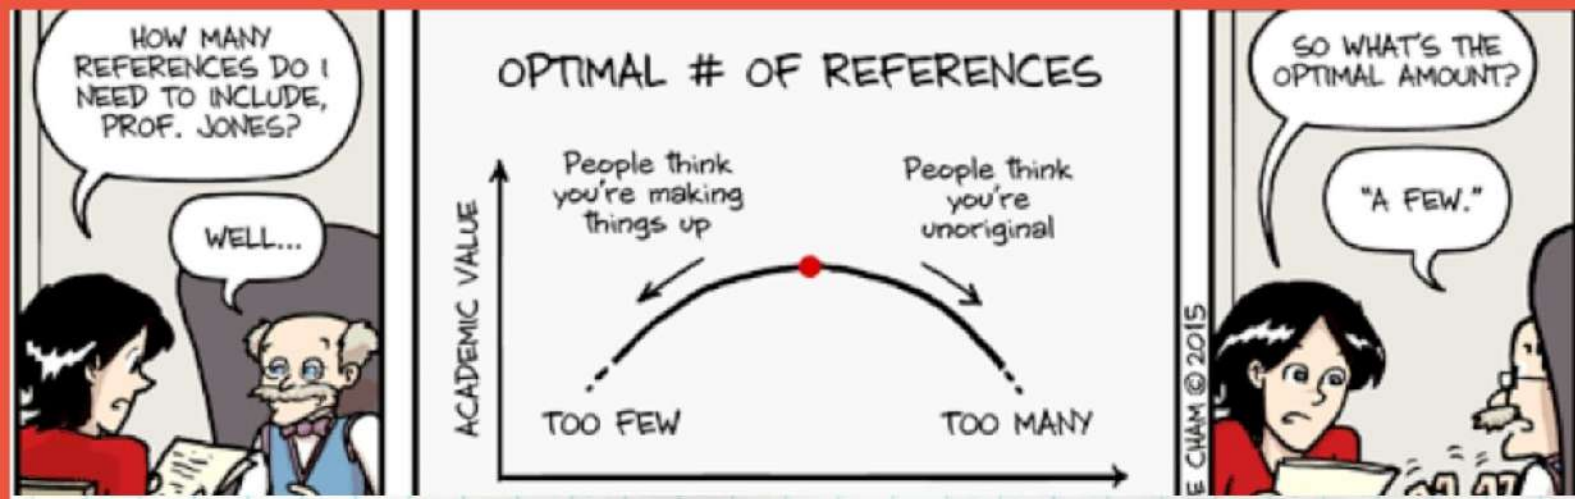 HOW MANY
REFERENCES DO I
NEED TO INCLUDE,
PROF. JONES?
WELL...
OPTIMAL # OF REFERENCES
People think
you're making
things up
People think
you're
unoriginal
ACADEMIC VALUE
TOO FEW
TOO MANY
SO WHAT'S THE
OPTIMAL AMOUNT?
"A FEW."
CHAM © 2015